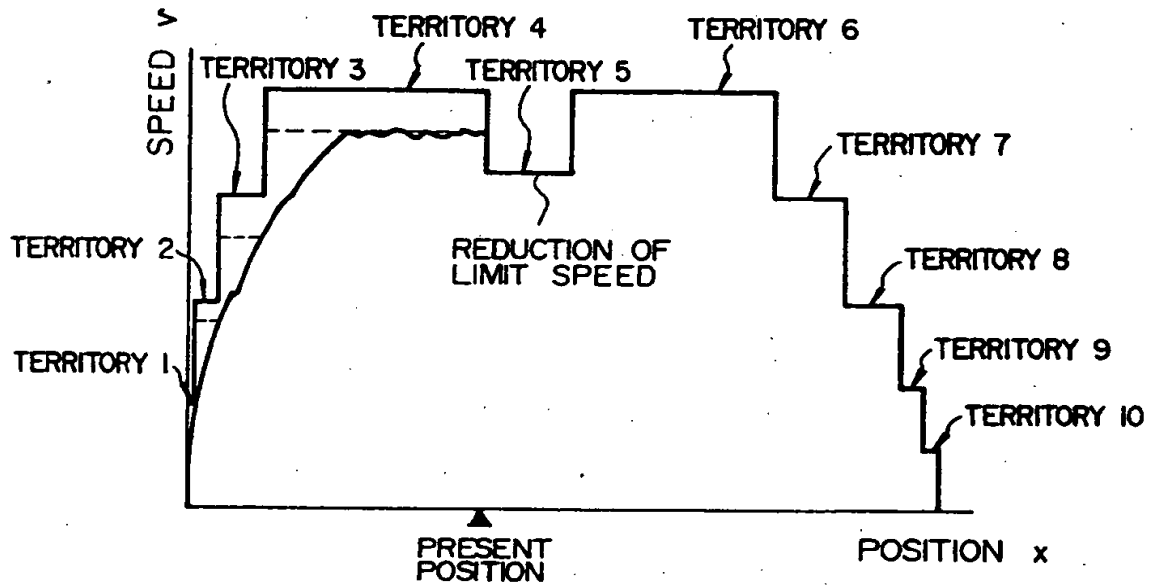 TERRITORY 4
TERRITORY 6
TERRITORY 3
TERRITORY 5
SPEED v
TERRITORY 7
TERRITORY 2
REDUCTION OF
LIMIT SPEED
TERRITORY 8
TERRITORY 1
TERRITORY 9
TERRITORY 10
PRESENT
POSITION
POSITION x